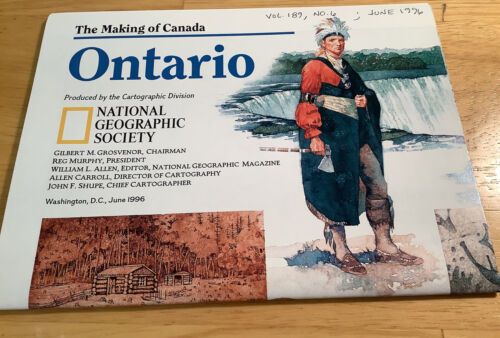 The Making of Canada
VOL. 189, NO. 6 ; JUNE 1996
Ontario
Produced by the Cartographic Division
NATIONAL
GEOGRAPHIC
SOCIETY
GILBERT M. GROSVENOR, CHAIRMAN
REG MURPHY, PRESIDENT
WILLIAM L. ALLEN, EDITOR, NATIONAL GEOGRAPHIC MAGAZINE
ALLEN CARROLL, DIRECTOR OF CARTOGRAPHY
JOHN F. SHUPE, CHIEF CARTOGRAPHER
Washington, D.C., June 1996